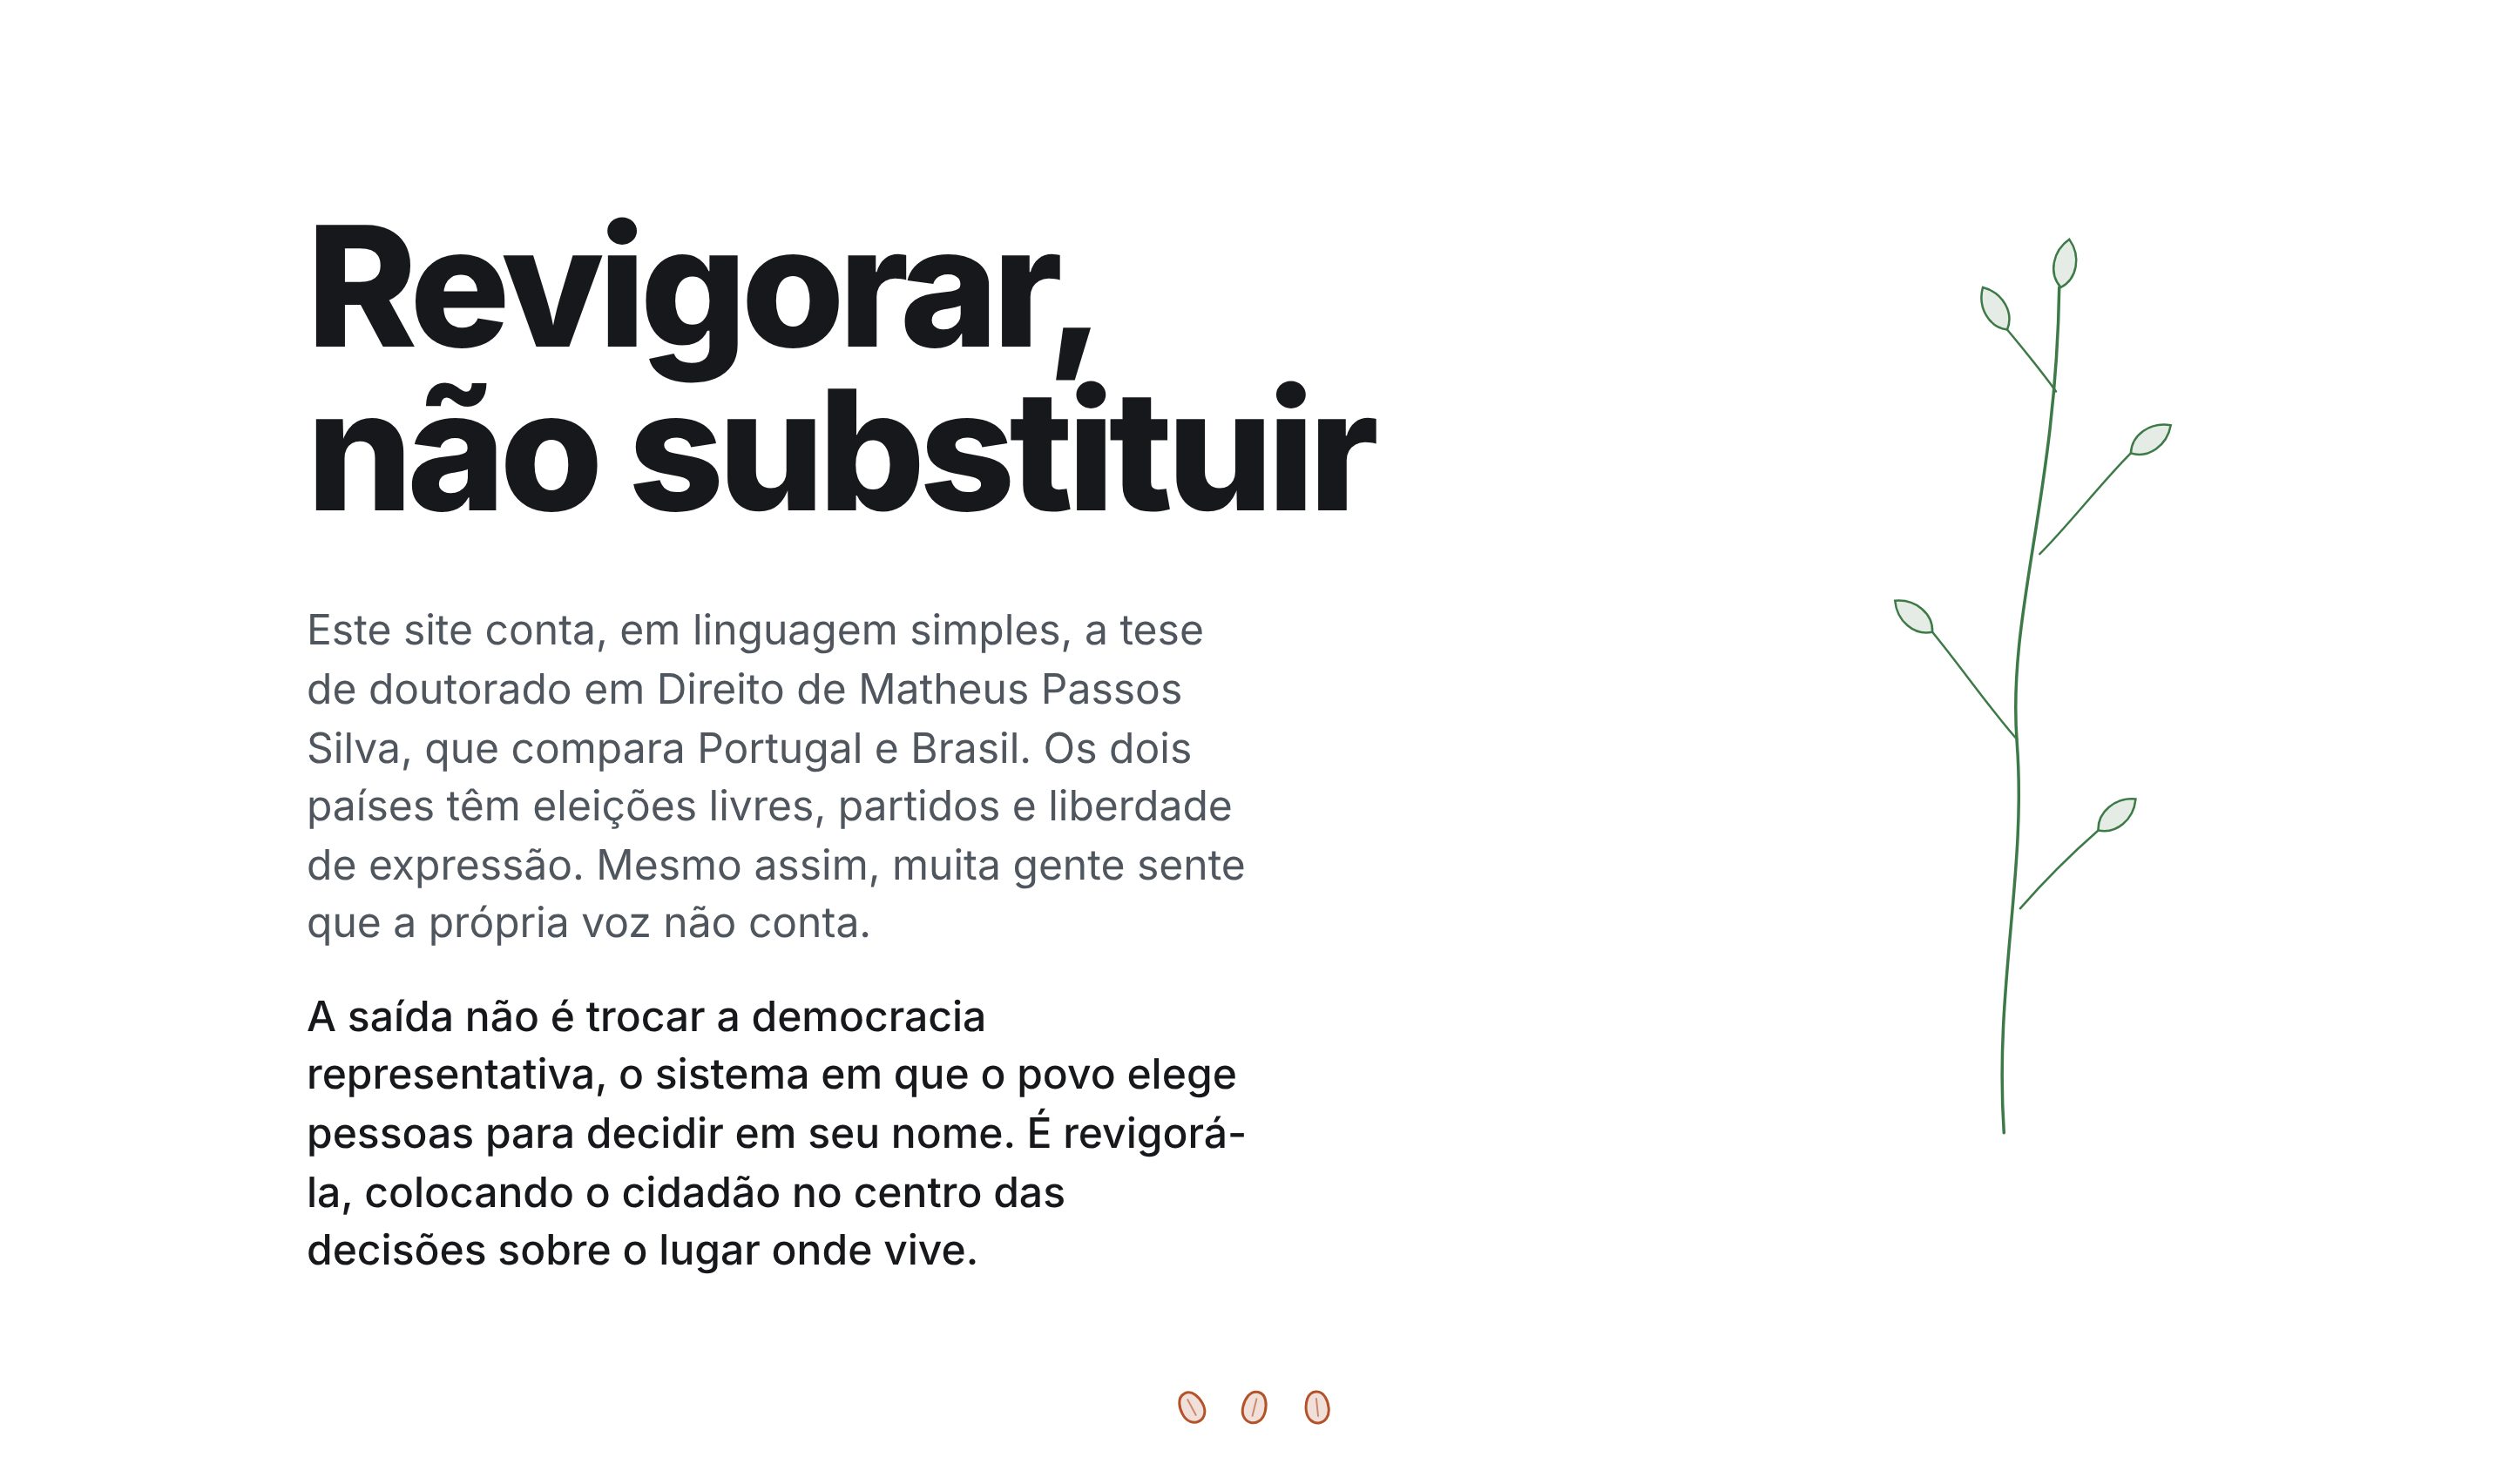 Revigorar,
não substituir
Este site conta, em linguagem simples, a tese
de doutorado em Direito de Matheus Passos
Silva, que compara Portugal e Brasil. Os dois
países têm eleições livres, partidos e liberdade
de expressão. Mesmo assim, muita gente sente
que a própria voz não conta.
A saída não é trocar a democracia
representativa, o sistema em que o povo elege
pessoas para decidir em seu nome. É revigorá-
la, colocando o cidadão no centro das
decisões sobre o lugar onde vive.